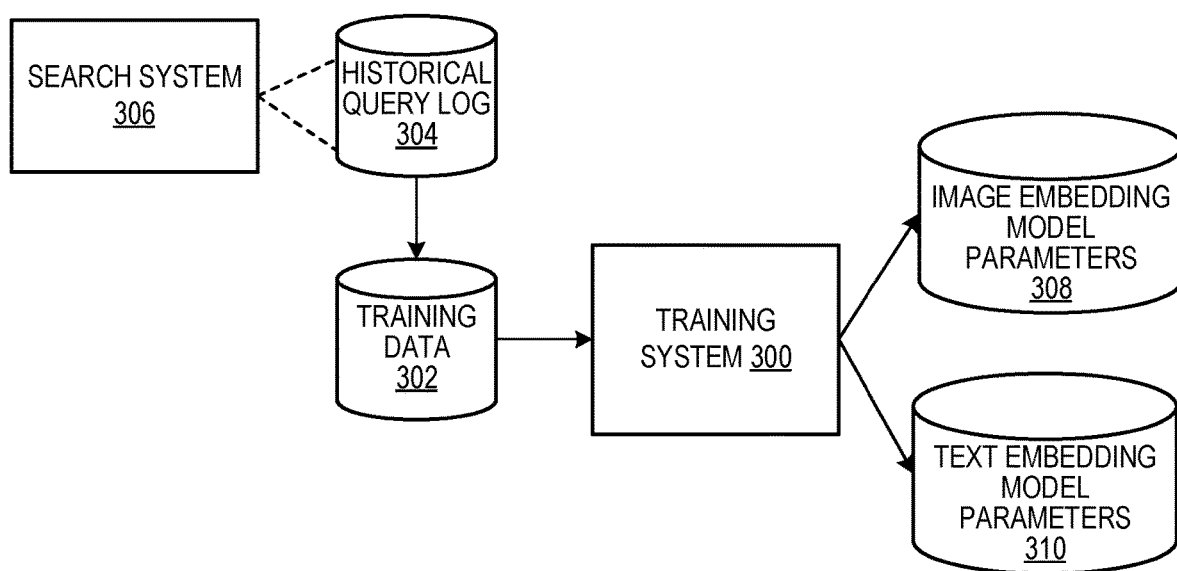 SEARCH SYSTEM
306
HISTORICAL
QUERY LOG
304
TRAINING
DATA
302
TRAINING
SYSTEM 300
IMAGE EMBEDDING
MODEL
PARAMETERS
308
TEXT EMBEDDING
MODEL
PARAMETERS
310